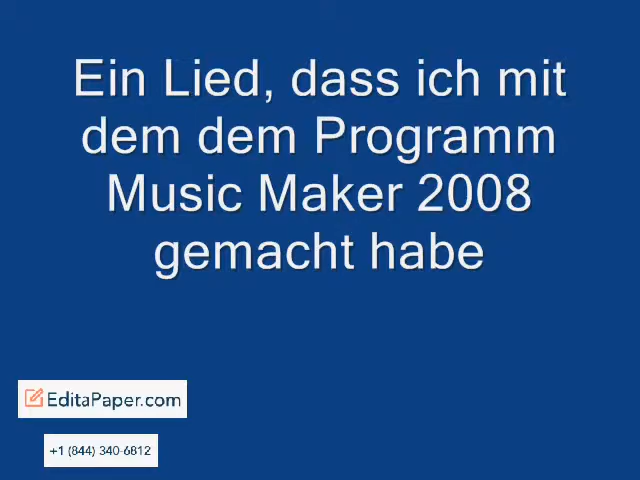 Ein Lied, dass ich mit
dem dem Programm
Music Maker 2008
gemacht habe
EditaPaper.com
+1 (844) 340-6812